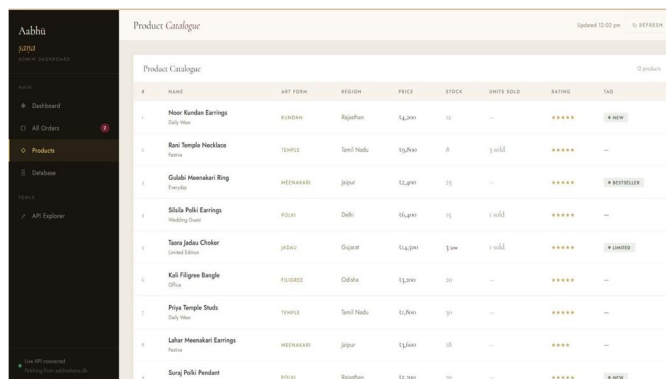 Aabhū
ṣaṇa
ADMIN DASHBOARD
MAIN
Dashboard
All Orders
Products
Database
TOOLS
API Explorer
Live API connected
Product Catalogue
Updated 12:02 pm REFRESH
Product Catalogue 12 products
# NAME ART FORM REGION PRICE STOCK UNITS SOLD RATING TAG
1 Noor Kundan Earrings KUNDAN Rajasthan ₹4,200 12 — ★★★★★ NEW
Daily Wear
2 Rani Temple Necklace TEMPLE Tamil Nadu ₹9,800 8 3 sold ★★★★★ —
Festive
3 Gulabi Meenakari Ring MEENAKARI Jaipur ₹2,400 25 — ★★★★★ BESTSELLER
Everyday
4 Silsila Polki Earrings POLKI Delhi ₹6,400 15 1 sold ★★★★★ —
Wedding Guest
5 Taara Jadau Choker JADAU Gujarat ₹14,500 3 Low 1 sold ★★★★★ LIMITED
Limited Edition
6 Kali Filigree Bangle FILIGREE Odisha ₹3,200 20 — ★★★★★ —
Office
7 Priya Temple Studs TEMPLE Tamil Nadu ₹1,800 30 — ★★★★★ —
Daily Wear
8 Lahar Meenakari Earrings MEENAKARI Jaipur ₹3,600 18 — ★★★★ —
Festive
Suraj Polki Pendant POLKI Rajasthan — ★★★★★ NEW